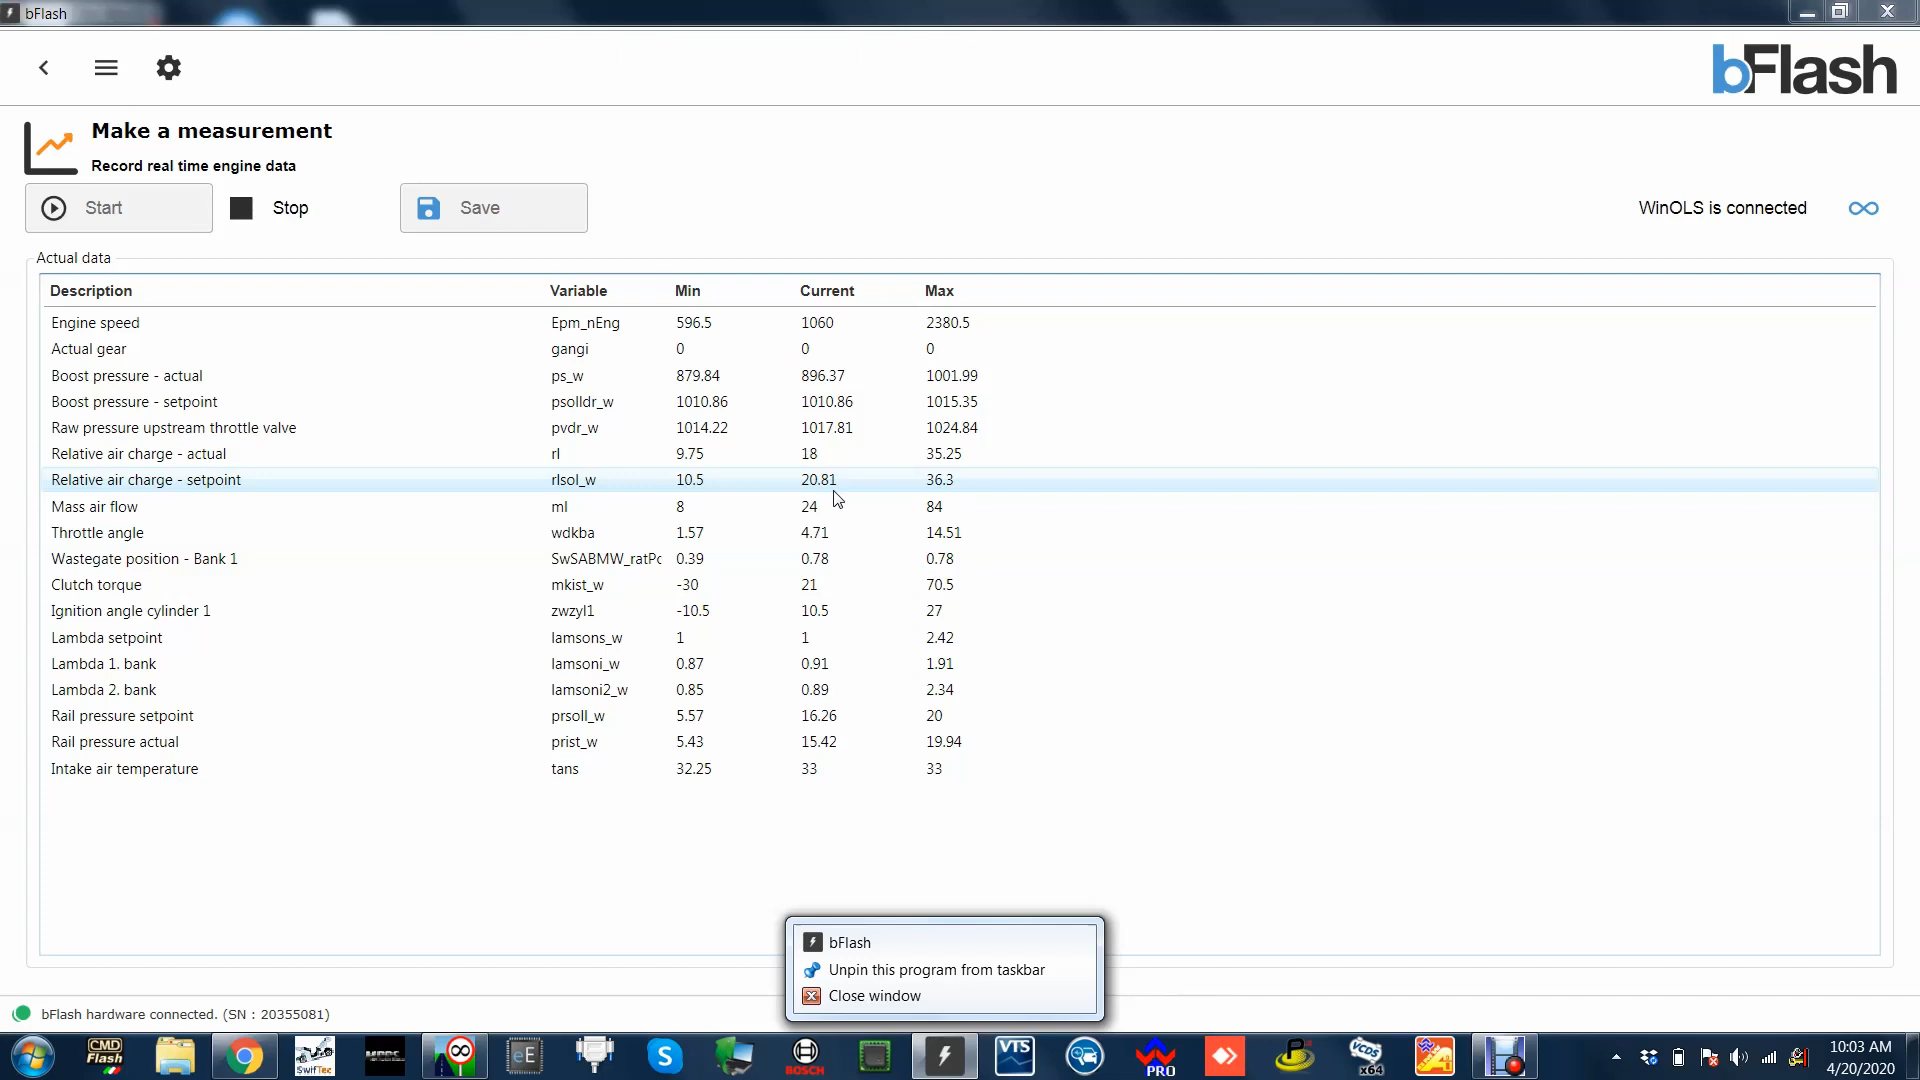 bFlash
bFlash
Make a measurement
Record real time engine data
Start
Stop
Save
WinOLS is connected
Actual data
Description Variable Min Current Max
Engine speed Epm_nEng 596.5 1060 2380.5
Actual gear gangi 0 0 0
Boost pressure - actual ps_w 879.84 896.37 1001.99
Boost pressure - setpoint psolldr_w 1010.86 1010.86 1015.35
Raw pressure upstream throttle valve pvdr_w 1014.22 1017.81 1024.84
Relative air charge - actual rl 9.75 18 35.25
Relative air charge - setpoint rlsol_w 10.5 20.81 36.3
Mass air flow ml 8 24 84
Throttle angle wdkba 1.57 4.71 14.51
Wastegate position - Bank 1 SwSABMW_ratPc 0.39 0.78 0.78
Clutch torque mkist_w -30 21 70.5
Ignition angle cylinder 1 zwzyl1 -10.5 10.5 27
Lambda setpoint lamsons_w 1 1 2.42
Lambda 1. bank lamsoni_w 0.87 0.91 1.91
Lambda 2. bank lamsoni2_w 0.85 0.89 2.34
Rail pressure setpoint prsoll_w 5.57 16.26 20
Rail pressure actual prist_w 5.43 15.42 19.94
Intake air temperature tans 32.25 33 33
bFlash
Unpin this program from taskbar
Close window
bFlash hardware connected. (SN : 20355081)
CMD
Flash
SwifTec
eE
S
BOSCH
VTS
PRO
VCDS
x64
10:03 AM
4/20/2020